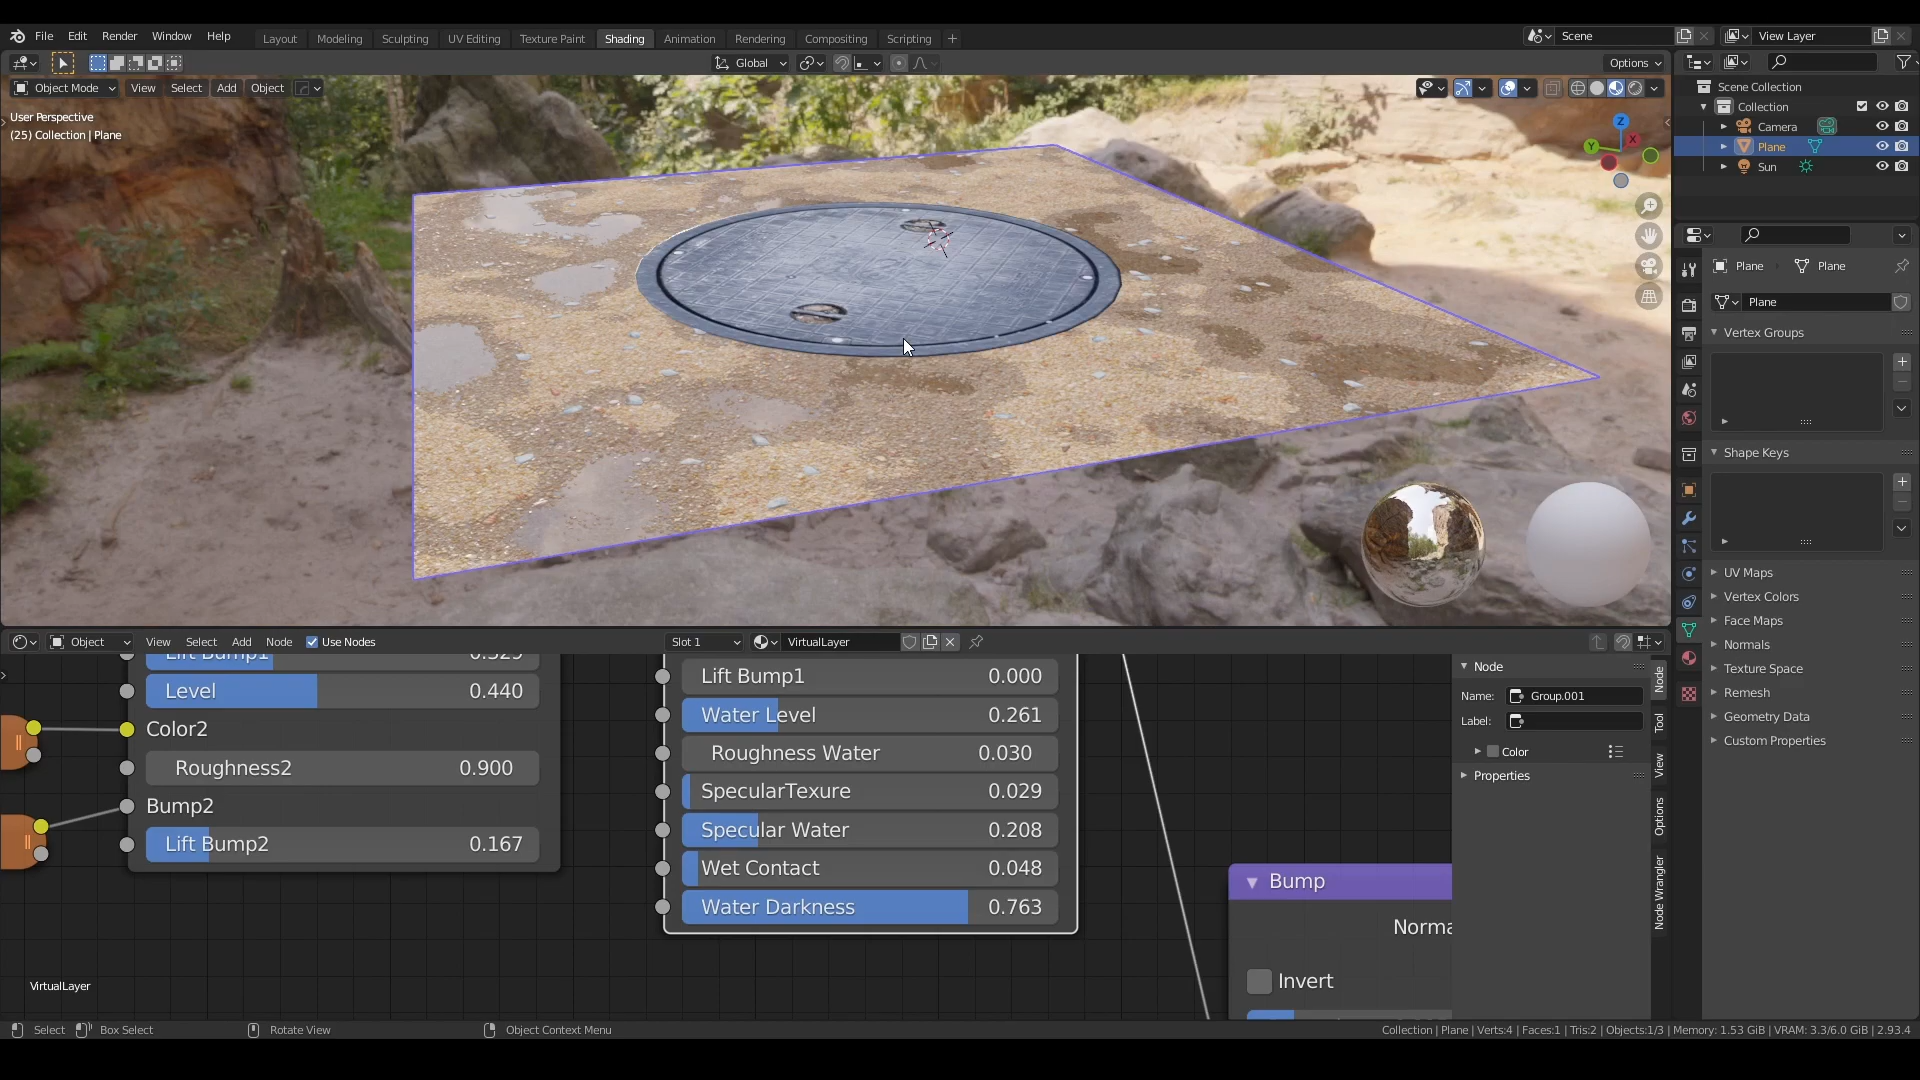 File Edit Render Window Help Layout Modeling Sculpting UV Editing Texture Paint Shading Animation Rendering Compositing Scripting + Scene View Layer
Global Options
Object Mode View Select Add Object
User Perspective
(25) Collection | Plane
Z
X
Y
Scene Collection
Collection
Camera
Plane
Sun
Plane Plane
Plane
Vertex Groups
Shape Keys
UV Maps
Vertex Colors
Face Maps
Normals
Texture Space
Remesh
Geometry Data
Custom Properties
Object View Select Add Node Use Nodes Slot 1 VirtualLayer
Lift Bump1 0.329
Level 0.440
Color2
Roughness2 0.900
Bump2
Lift Bump2 0.167
Lift Bump1 0.000
Water Level 0.261
Roughness Water 0.030
SpecularTexure 0.029
Specular Water 0.208
Wet Contact 0.048
Water Darkness 0.763
Bump
Norma
Invert
Node
Name: Group.001
Label:
Color
Properties
Node
Tool
View
Options
Node Wrangler
VirtualLayer
Select Box Select Rotate View Object Context Menu Collection | Plane | Verts:4 | Faces:1 | Tris:2 | Objects:1/3 | Memory: 1.53 GiB | VRAM: 3.3/6.0 GiB | 2.93.4